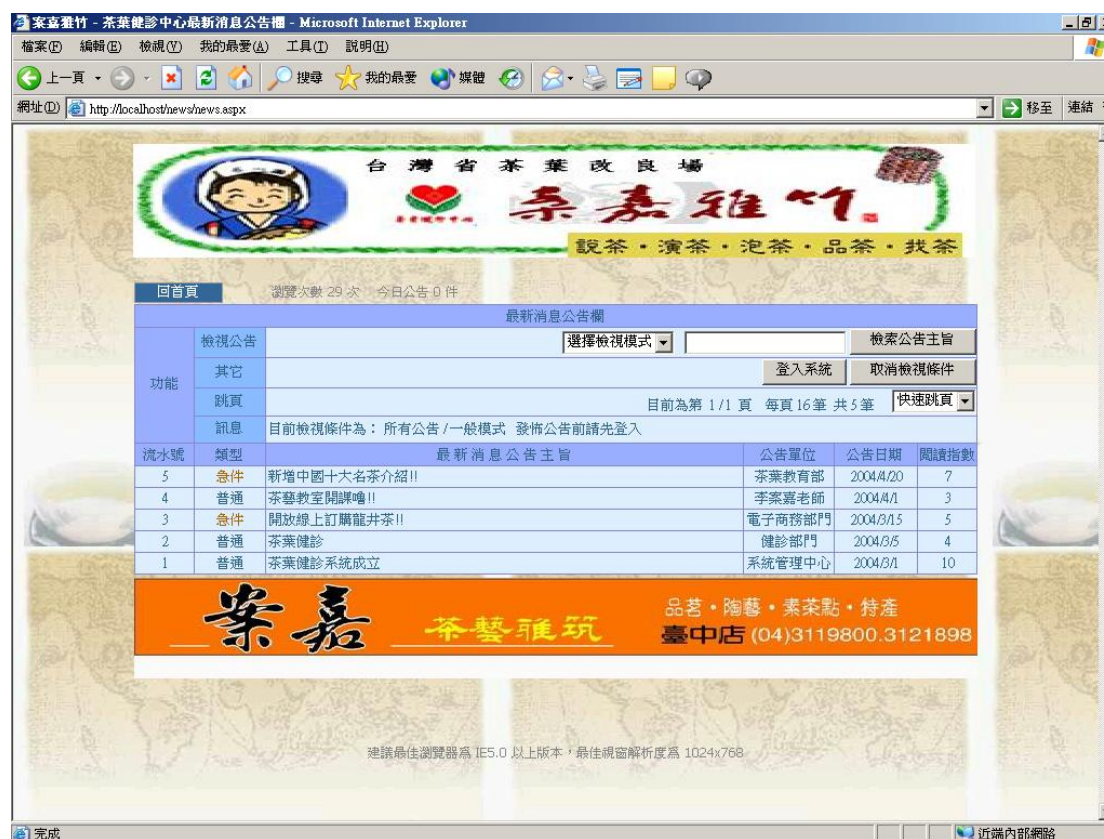 案嘉雅竹 - 茶葉健診中心最新消息公告欄 - Microsoft Internet Explorer
檔案(F) 編輯(E) 檢視(V) 我的最愛(A) 工具(T) 說明(H)
上一頁 搜尋 我的最愛 媒體
網址(D) http://localhost/news/news.aspx 移至 連結
台灣省茶葉改良場
案嘉雅竹
說茶・演茶・泡茶・品茶・找茶
回首頁 瀏覽次數 29 次 今日公告 0 件
最新消息公告欄
功能
檢視公告 選擇檢視模式 檢索公告主旨
其它 登入系統 取消檢視條件
跳頁 目前為第 1/1 頁 每頁16筆 共5筆 快速跳頁
訊息 目前檢視條件為： 所有公告 /一般模式 發佈公告前請先登入
流水號 類型 最新消息公告主旨 公告單位 公告日期 閱讀指數
5 急件 新增中國十大名茶介紹!! 茶葉教育部 2004/4/20 7
4 普通 茶藝教室開課嚕!! 李案嘉老師 2004/4/1 3
3 急件 開放線上訂購龍井茶!! 電子商務部門 2004/3/15 5
2 普通 茶葉健診 健診部門 2004/3/5 4
1 普通 茶葉健診系統成立 系統管理中心 2004/3/1 10
案嘉 茶藝雅筑
品茗・陶藝・素茶點・特產
臺中店 (04)3119800.3121898
建議最佳瀏覽器為 IE5.0 以上版本，最佳視窗解析度為 1024x768
完成 近端內部網路